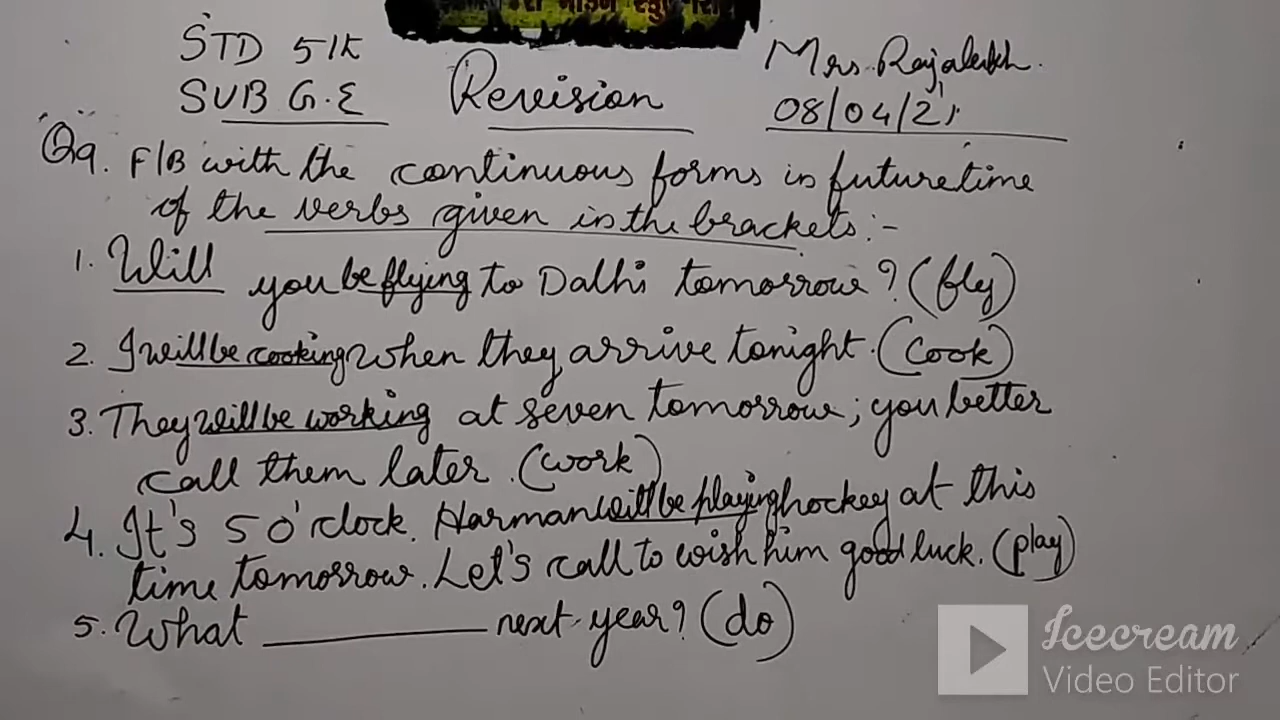 STD 5th
SUB G.E
Revision
Mrs. Rajalekh.
08/04/21
Q9. F/B with the continuous forms in future time
of the verbs given in the brackets:-
1. Will you be flying to Dalhi tomorrow? (fly)
2. I will be cooking when they arrive tonight. (Cook)
3. They will be working at seven tomorrow; you better
call them later. (work)
4. It's 5 o'clock. Harman will be playing hockey at this
time tomorrow. Let's call to wish him good luck. (play)
5. What __________ next year? (do)
Icecream
Video Editor